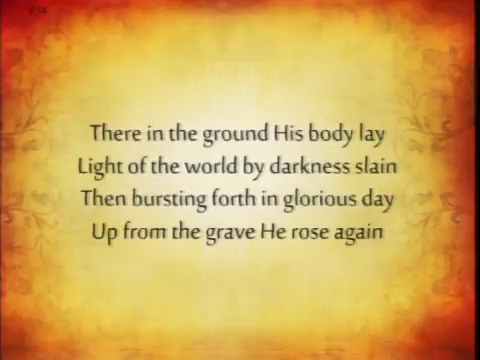 There in the ground His body lay
Light of the world by darkness slain
Then bursting forth in glorious day
Up from the grave He rose again